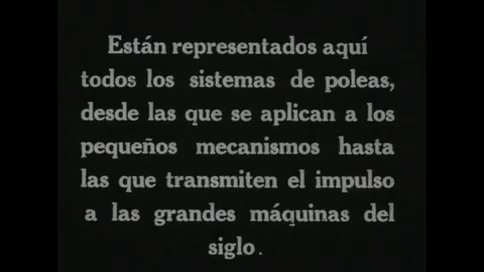 Están representados aquí
todos los sistemas de poleas,
desde las que se aplican a los
pequeños mecanismos hasta
las que transmiten el impulso
a las grandes máquinas del
siglo.